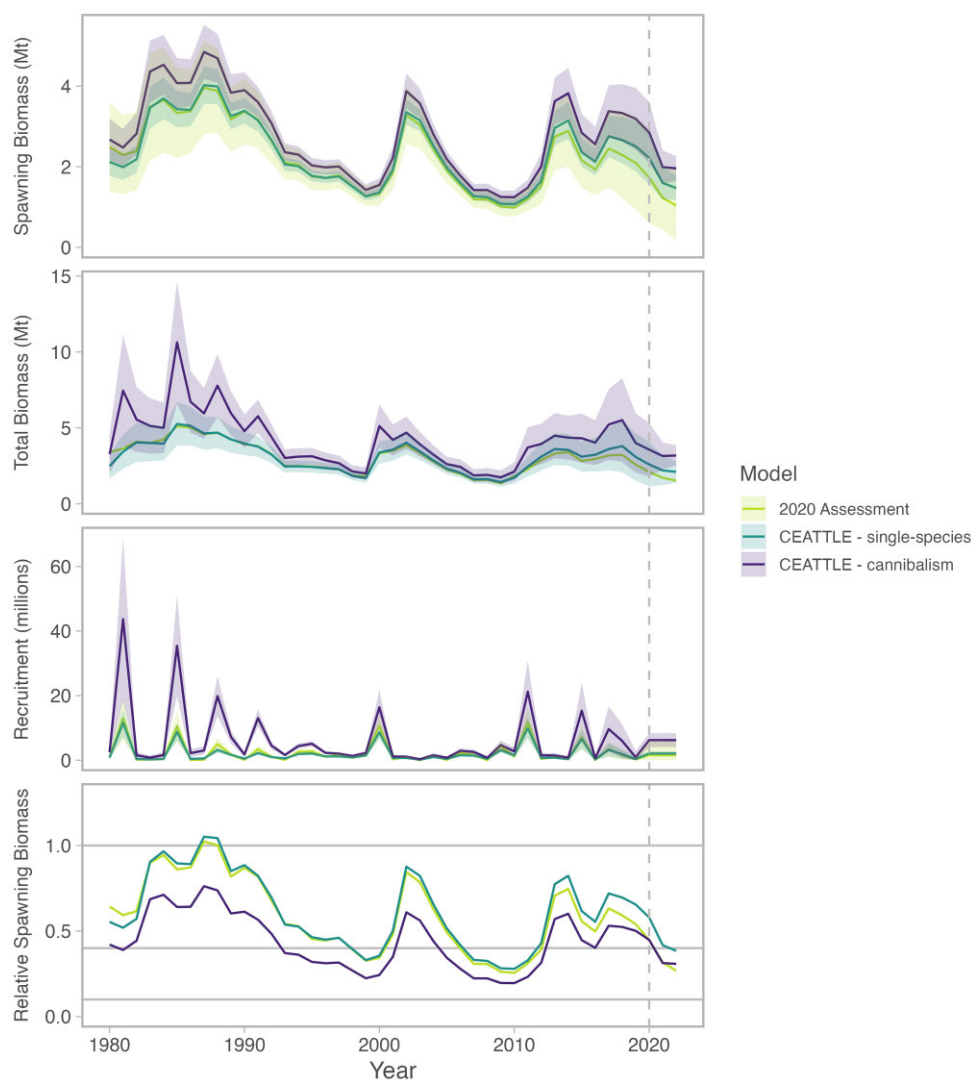 Spawning Biomass (Mt)
4
2
0
Total Biomass (Mt)
15
10
5
0
Recruitment (millions)
60
40
20
0
Relative Spawning Biomass
1.0
0.5
0.0
1980
1990
2000
2010
2020
Year
Model
2020 Assessment
CEATTLE - single-species
CEATTLE - cannibalism